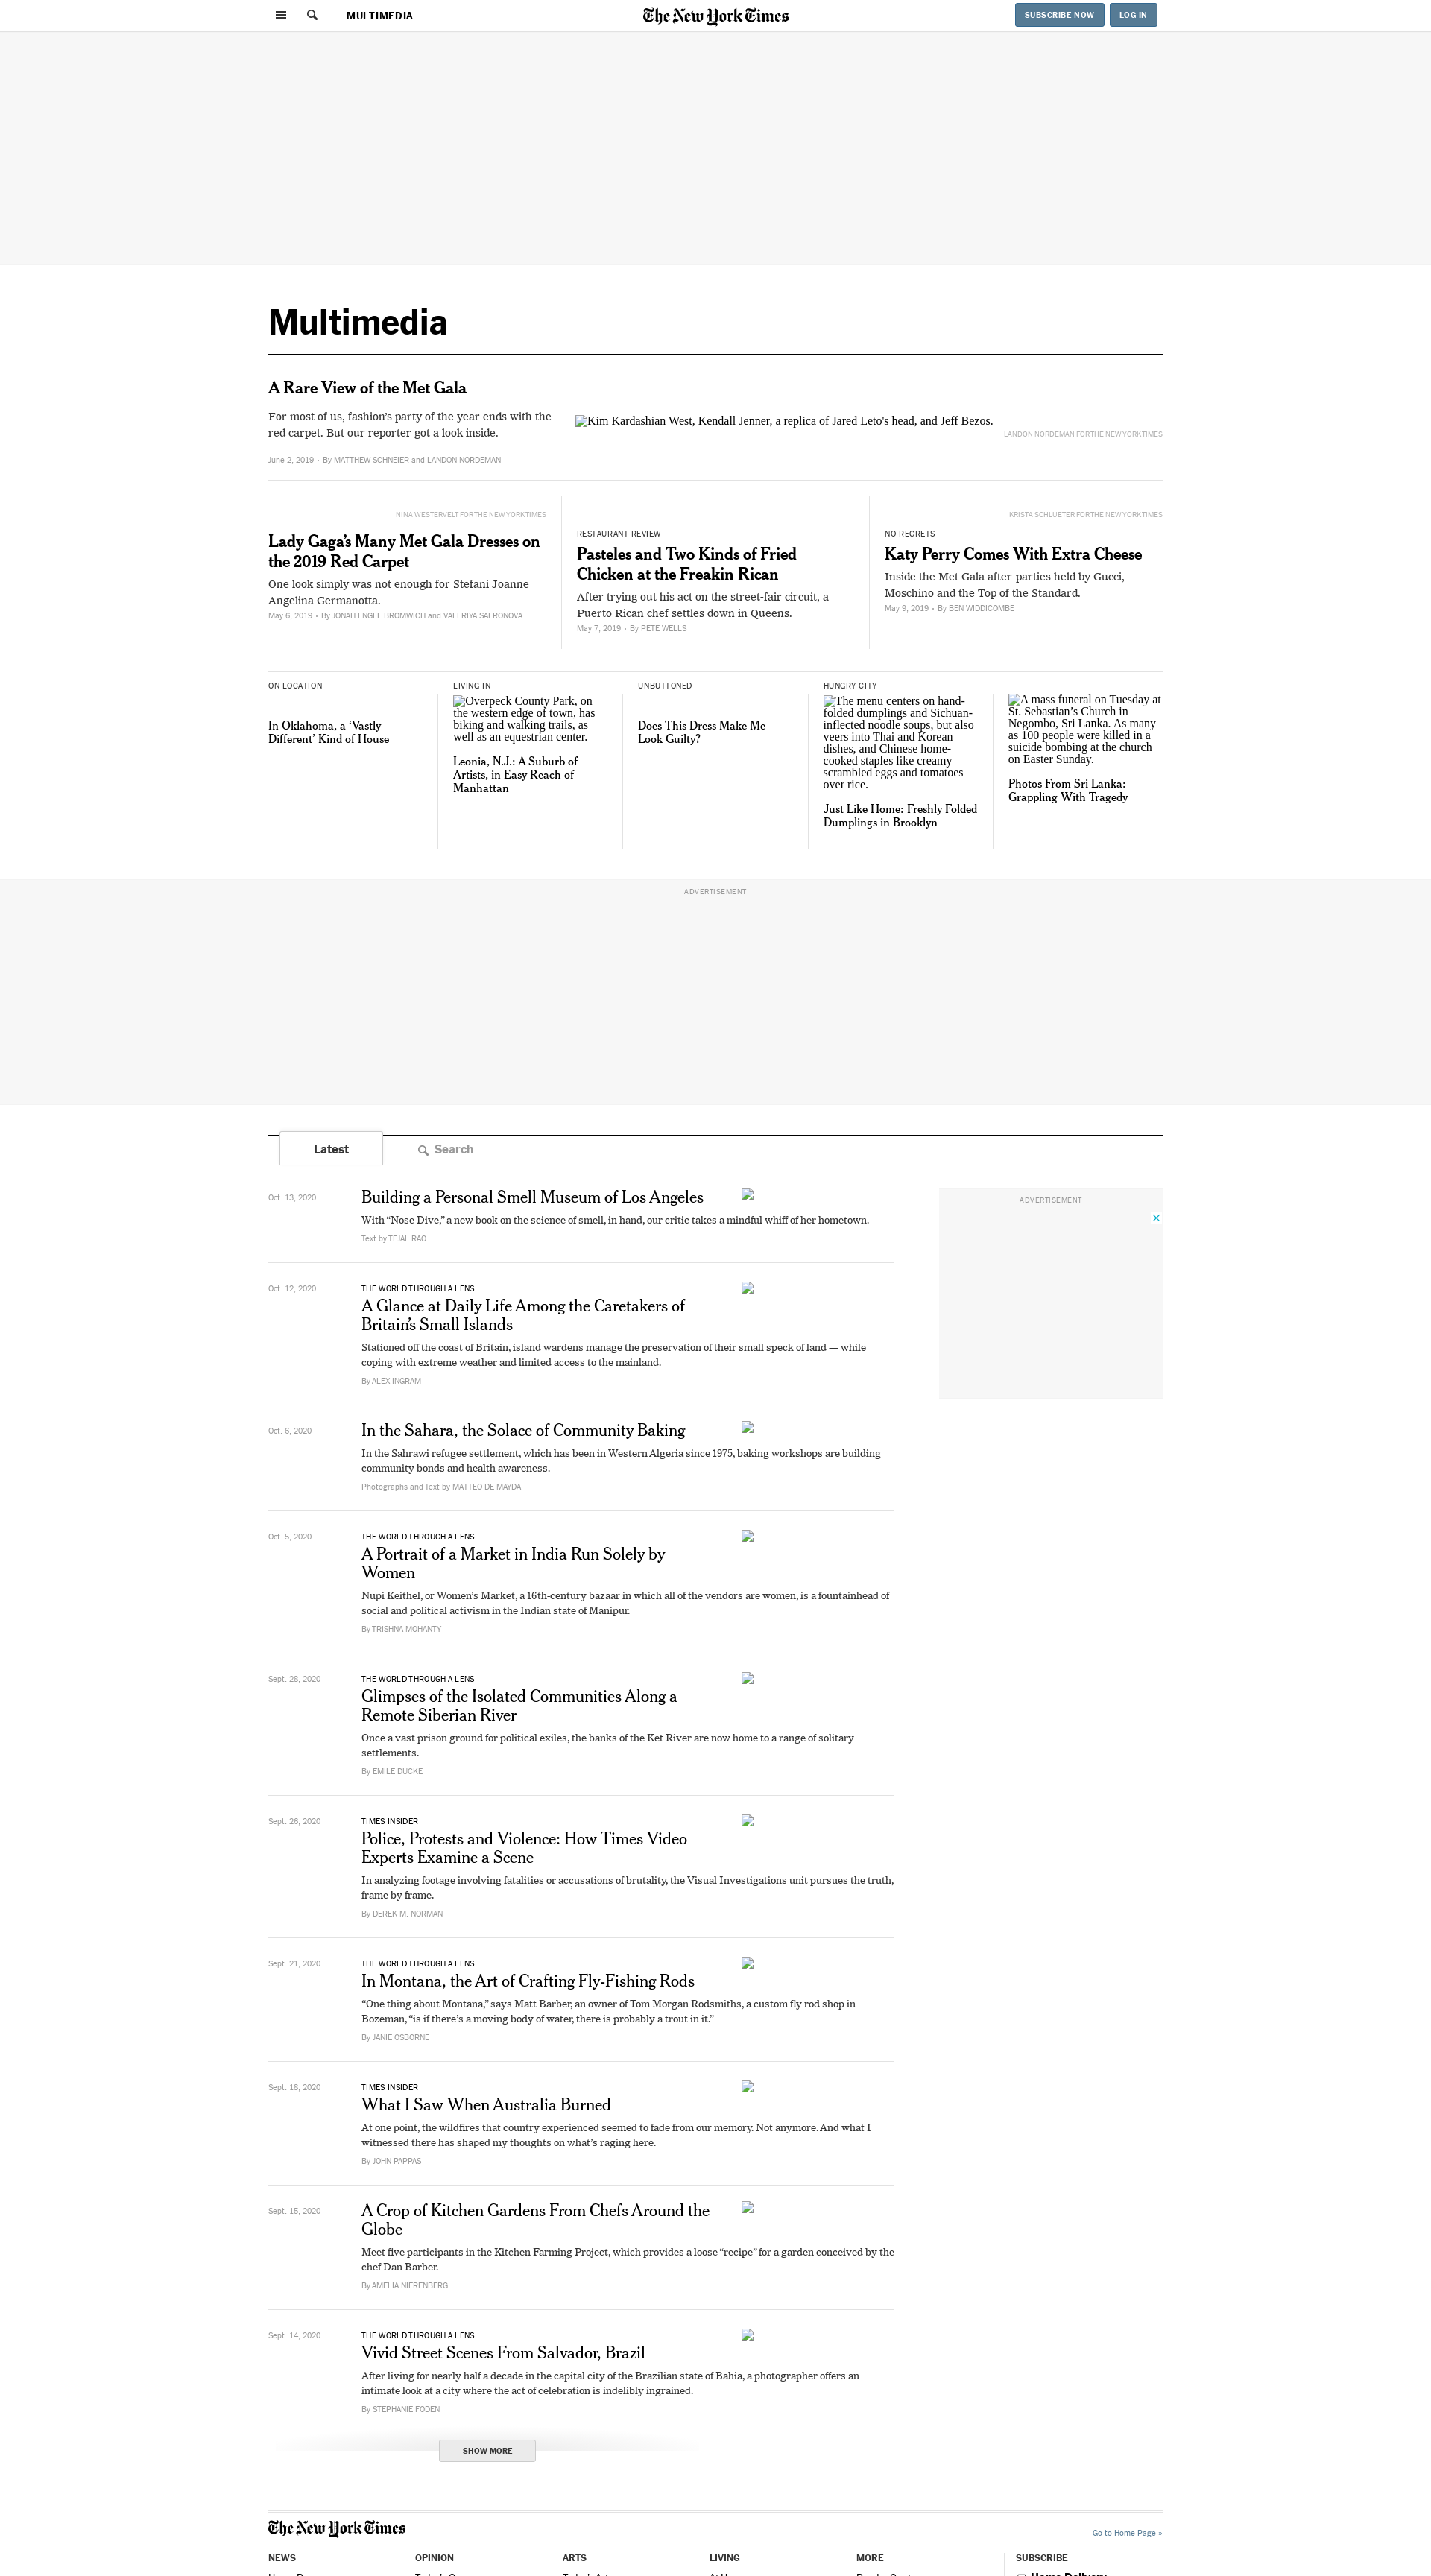 MULTIMEDIA
The New York Times
SUBSCRIBE NOW
LOG IN
Multimedia
A Rare View of the Met Gala
For most of us, fashion’s party of the year ends with the
red carpet. But our reporter got a look inside.
June 2, 2019 • By MATTHEW SCHNEIER and LANDON NORDEMAN
Kim Kardashian West, Kendall Jenner, a replica of Jared Leto's head, and Jeff Bezos.
LANDON NORDEMAN FOR THE NEW YORK TIMES
NINA WESTERVELT FOR THE NEW YORK TIMES
Lady Gaga’s Many Met Gala Dresses on
the 2019 Red Carpet
One look simply was not enough for Stefani Joanne
Angelina Germanotta.
May 6, 2019 • By JONAH ENGEL BROMWICH and VALERIYA SAFRONOVA
RESTAURANT REVIEW
Pasteles and Two Kinds of Fried
Chicken at the Freakin Rican
After trying out his act on the street-fair circuit, a
Puerto Rican chef settles down in Queens.
May 7, 2019 • By PETE WELLS
KRISTA SCHLUETER FOR THE NEW YORK TIMES
NO REGRETS
Katy Perry Comes With Extra Cheese
Inside the Met Gala after-parties held by Gucci,
Moschino and the Top of the Standard.
May 9, 2019 • By BEN WIDDICOMBE
ON LOCATION
In Oklahoma, a ‘Vastly
Different’ Kind of House
LIVING IN
Overpeck County Park, on
the western edge of town, has
biking and walking trails, as
well as an equestrian center.
Leonia, N.J.: A Suburb of
Artists, in Easy Reach of
Manhattan
UNBUTTONED
Does This Dress Make Me
Look Guilty?
HUNGRY CITY
The menu centers on hand-
folded dumplings and Sichuan-
inflected noodle soups, but also
veers into Thai and Korean
dishes, and Chinese home-
cooked staples like creamy
scrambled eggs and tomatoes
over rice.
Just Like Home: Freshly Folded
Dumplings in Brooklyn
A mass funeral on Tuesday at
St. Sebastian’s Church in
Negombo, Sri Lanka. As many
as 100 people were killed in a
suicide bombing at the church
on Easter Sunday.
Photos From Sri Lanka:
Grappling With Tragedy
ADVERTISEMENT
Latest
Search
Oct. 13, 2020
Building a Personal Smell Museum of Los Angeles
With “Nose Dive,” a new book on the science of smell, in hand, our critic takes a mindful whiff of her hometown.
Text by TEJAL RAO
ADVERTISEMENT
Oct. 12, 2020
THE WORLD THROUGH A LENS
A Glance at Daily Life Among the Caretakers of
Britain’s Small Islands
Stationed off the coast of Britain, island wardens manage the preservation of their small speck of land — while
coping with extreme weather and limited access to the mainland.
By ALEX INGRAM
Oct. 6, 2020
In the Sahara, the Solace of Community Baking
In the Sahrawi refugee settlement, which has been in Western Algeria since 1975, baking workshops are building
community bonds and health awareness.
Photographs and Text by MATTEO DE MAYDA
Oct. 5, 2020
THE WORLD THROUGH A LENS
A Portrait of a Market in India Run Solely by
Women
Nupi Keithel, or Women’s Market, a 16th-century bazaar in which all of the vendors are women, is a fountainhead of
social and political activism in the Indian state of Manipur.
By TRISHNA MOHANTY
Sept. 28, 2020
THE WORLD THROUGH A LENS
Glimpses of the Isolated Communities Along a
Remote Siberian River
Once a vast prison ground for political exiles, the banks of the Ket River are now home to a range of solitary
settlements.
By EMILE DUCKE
Sept. 26, 2020
TIMES INSIDER
Police, Protests and Violence: How Times Video
Experts Examine a Scene
In analyzing footage involving fatalities or accusations of brutality, the Visual Investigations unit pursues the truth,
frame by frame.
By DEREK M. NORMAN
Sept. 21, 2020
THE WORLD THROUGH A LENS
In Montana, the Art of Crafting Fly-Fishing Rods
“One thing about Montana,” says Matt Barber, an owner of Tom Morgan Rodsmiths, a custom fly rod shop in
Bozeman, “is if there’s a moving body of water, there is probably a trout in it.”
By JANIE OSBORNE
Sept. 18, 2020
TIMES INSIDER
What I Saw When Australia Burned
At one point, the wildfires that country experienced seemed to fade from our memory. Not anymore. And what I
witnessed there has shaped my thoughts on what’s raging here.
By JOHN PAPPAS
Sept. 15, 2020
A Crop of Kitchen Gardens From Chefs Around the
Globe
Meet five participants in the Kitchen Farming Project, which provides a loose “recipe” for a garden conceived by the
chef Dan Barber.
By AMELIA NIERENBERG
Sept. 14, 2020
THE WORLD THROUGH A LENS
Vivid Street Scenes From Salvador, Brazil
After living for nearly half a decade in the capital city of the Brazilian state of Bahia, a photographer offers an
intimate look at a city where the act of celebration is indelibly ingrained.
By STEPHANIE FODEN
SHOW MORE
The New York Times
Go to Home Page »
NEWS
OPINION
ARTS
LIVING
MORE
SUBSCRIBE